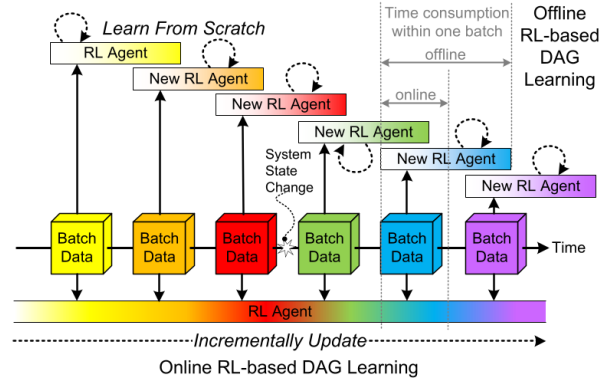 Learn From Scratch
Time consumption
within one batch
Offline
RL-based
DAG
Learning
RL Agent
offline
New RL Agent
online
New RL Agent
New RL Agent
System
State
Change
New RL Agent
New RL Agent
Batch
Data
Batch
Data
Batch
Data
Batch
Data
Batch
Data
Batch
Data
Time
RL Agent
Incrementally Update
Online RL-based DAG Learning